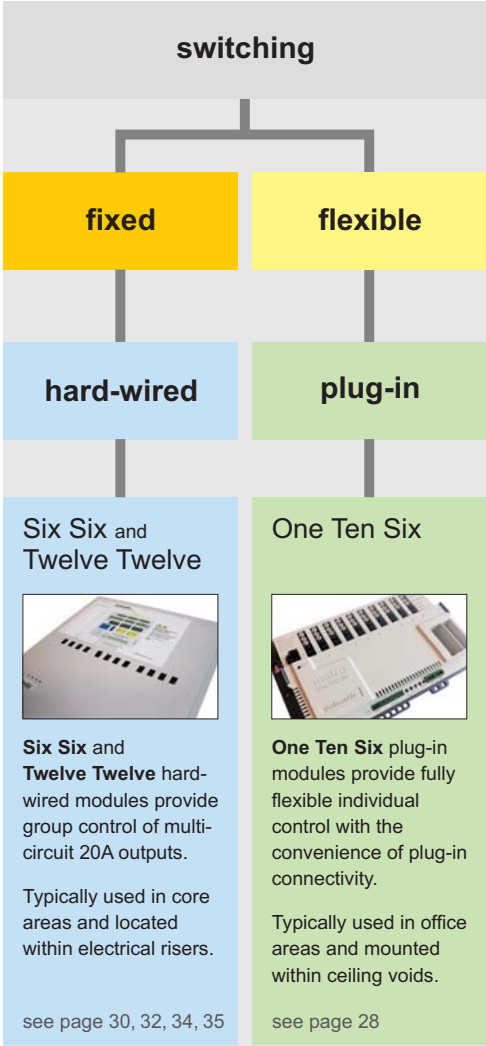 switching
fixed
flexible
hard-wired
plug-in
Six Six and
Twelve Twelve
Six Six and
Twelve Twelve hard-
wired modules provide
group control of multi-
circuit 20A outputs.
Typically used in core
areas and located
within electrical risers.
see page 30, 32, 34, 35
One Ten Six
One Ten Six plug-in
modules provide fully
flexible individual
control with the
convenience of plug-in
connectivity.
Typically used in office
areas and mounted
within ceiling voids.
see page 28